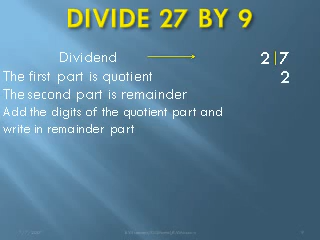 DIVIDE 27 BY 9
Dividend 2|7
The first part is quotient 2
The second part is remainder
Add the digits of the quotient part and
write in remainder part